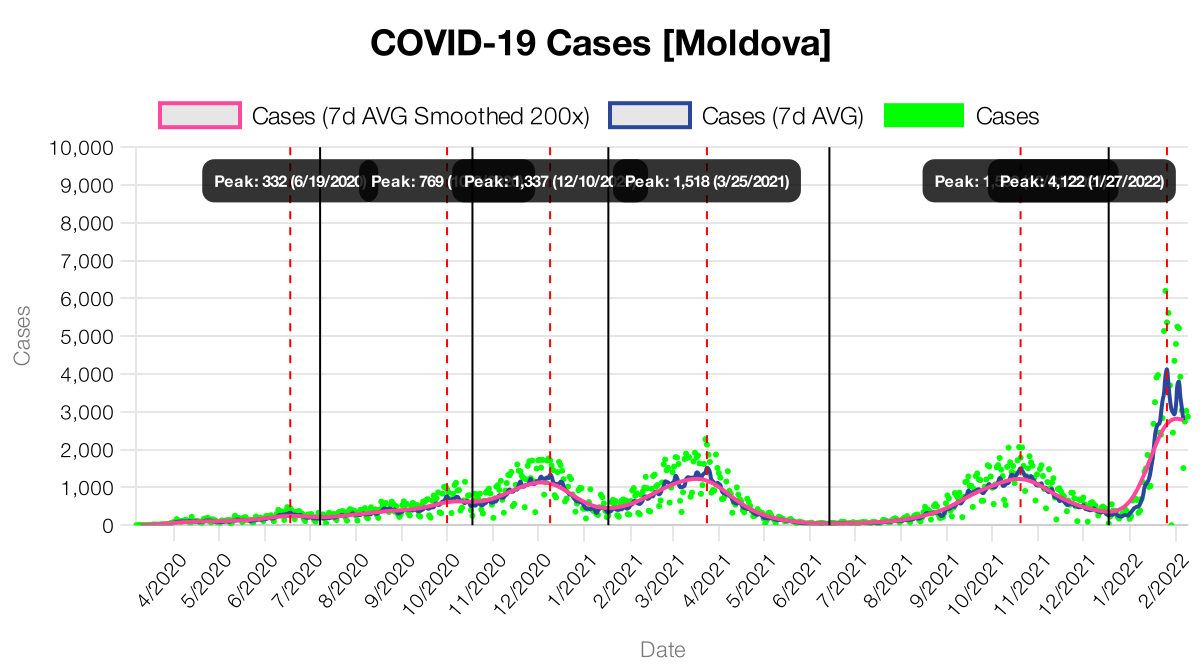 COVID-19 Cases [Moldova]
Cases (7d AVG Smoothed 200x)
Cases (7d AVG)
Cases
10,000
9,000
8,000
7,000
6,000
5,000
4,000
3,000
2,000
1,000
0
Cases
Peak: 332 (6/19/2020)
Peak: 769
Peak: 1,337 (12/10/20
Peak: 1,518 (3/25/2021)
Peak:
Peak: 4,122 (1/27/2022)
4/2020
5/2020
6/2020
7/2020
8/2020
9/2020
10/2020
11/2020
12/2020
1/2021
2/2021
3/2021
4/2021
5/2021
6/2021
7/2021
8/2021
9/2021
10/2021
11/2021
12/2021
1/2022
2/2022
Date